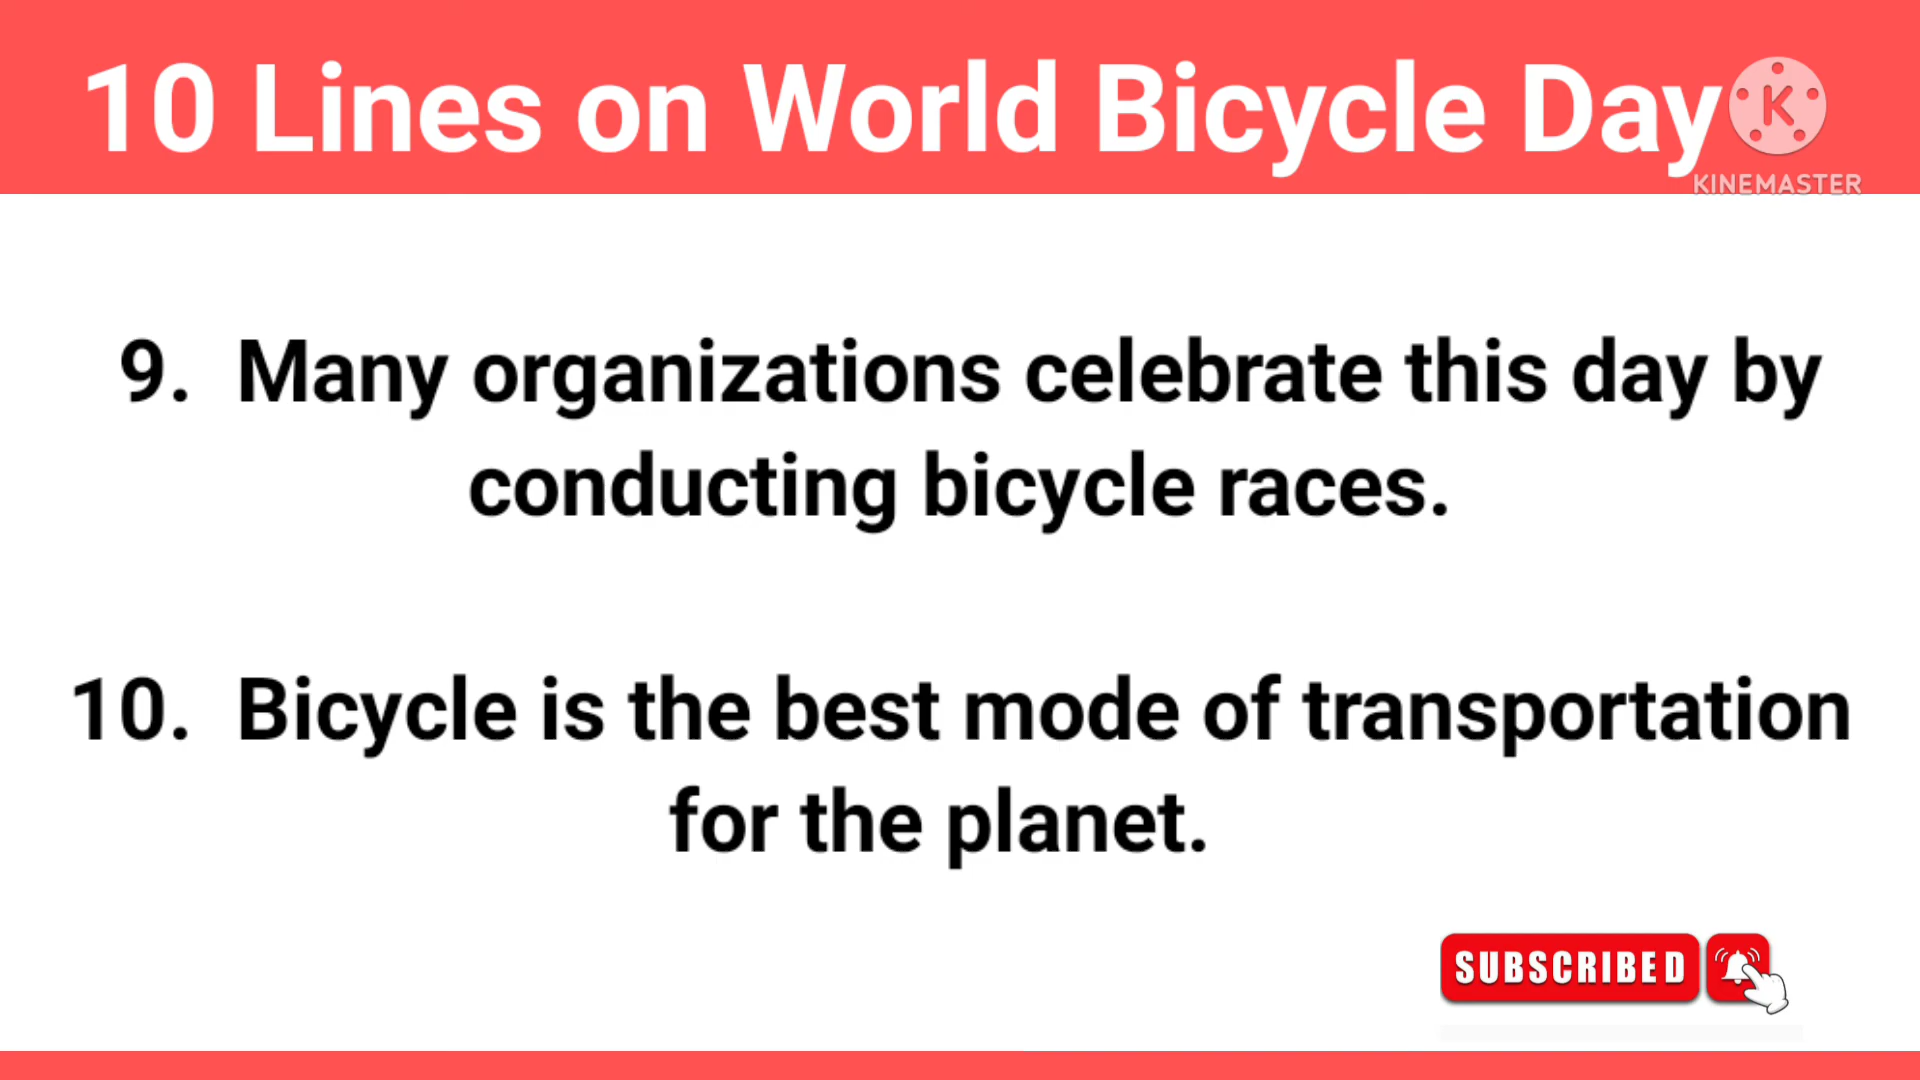 10 Lines on World Bicycle Day
K
KINEMASTER
9. Many organizations celebrate this day by
conducting bicycle races.
10. Bicycle is the best mode of transportation
for the planet.
SUBSCRIBED